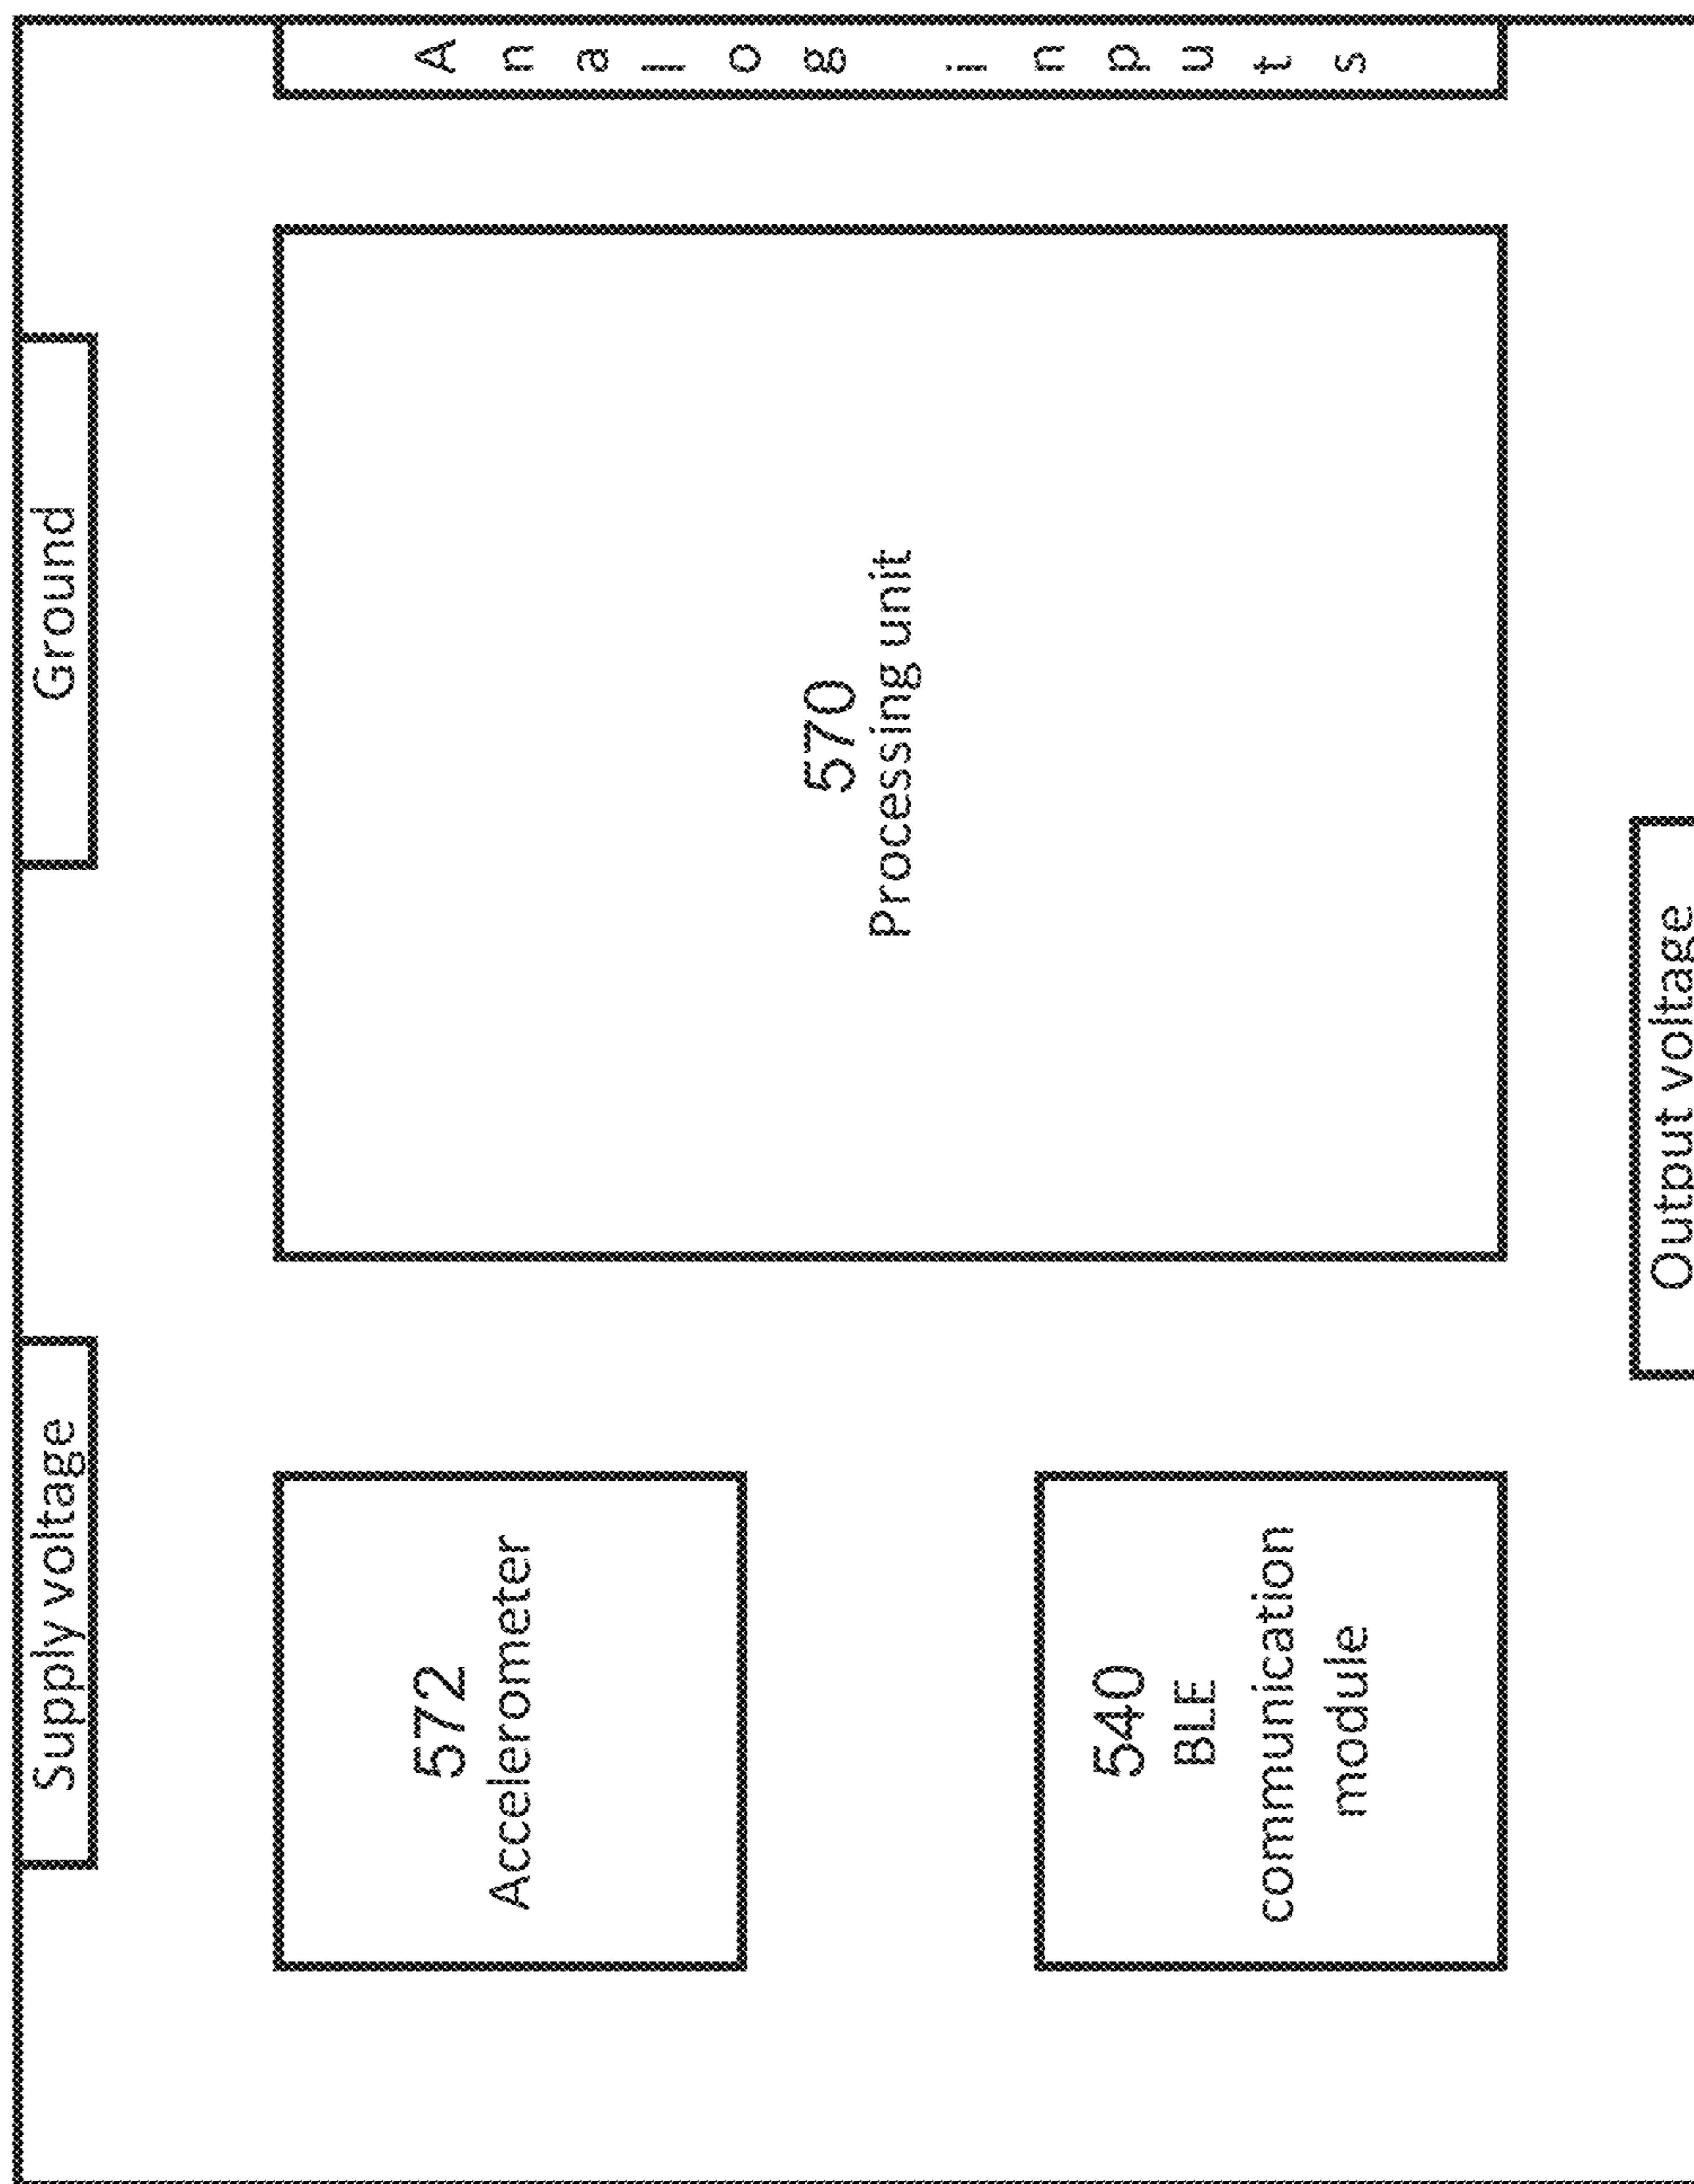 Supply voltage
Ground
572
Accelerometer
540
BLE
communication
module
570
Processing unit
Analog inputs
Output voltage